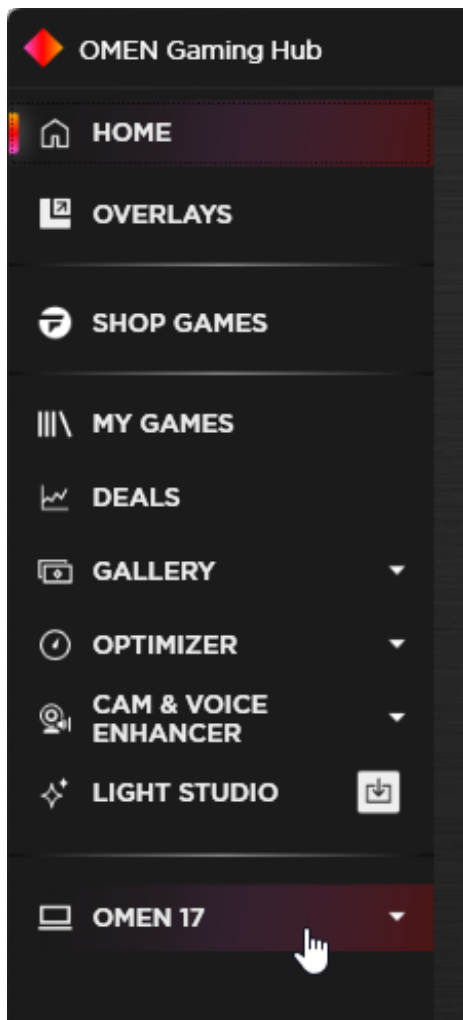 OMEN Gaming Hub
HOME
OVERLAYS
SHOP GAMES
MY GAMES
DEALS
GALLERY
OPTIMIZER
CAM & VOICE
ENHANCER
LIGHT STUDIO
OMEN 17